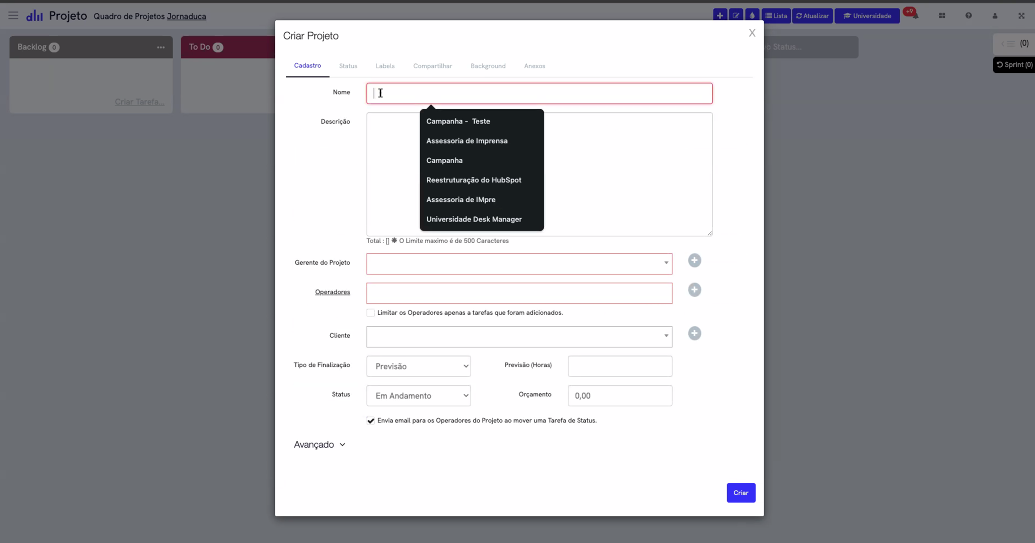 Projeto Quadro de Projetos Jornaduca
Lista Atualizar Universidade +9
Backlog 0
To Do 0
Status...
(0)
Criar Tarefa...
Sprint (0)
Criar Projeto
X
Cadastro Status Labels Compartilhar Background Anexos
Nome
Campanha - Teste
Assessoria de Imprensa
Campanha
Reestruturação do HubSpot
Assessoria de IMpre
Universidade Desk Manager
Descrição
Total : [] ✱ O Limite maximo é de 500 Caracteres
Gerente do Projeto
Operadores
Limitar os Operadores apenas a tarefas que foram adicionados.
Cliente
Tipo de Finalização Previsão Previsão (Horas)
Status Em Andamento Orçamento 0,00
Envia email para os Operadores do Projeto ao mover uma Tarefa de Status.
Avançado
Criar